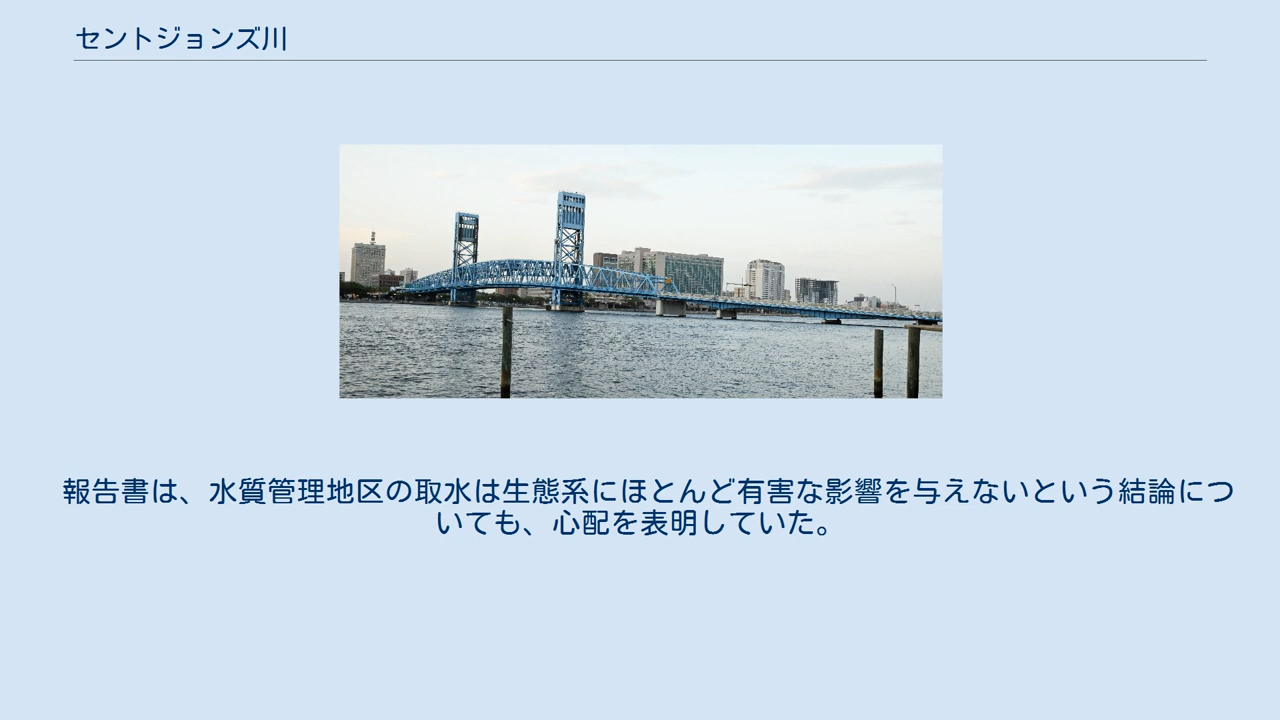 セントジョンズ川
報告書は、水質管理地区の取水は生態系にほとんど有害な影響を与えないという結論につ
いても、心配を表明していた。